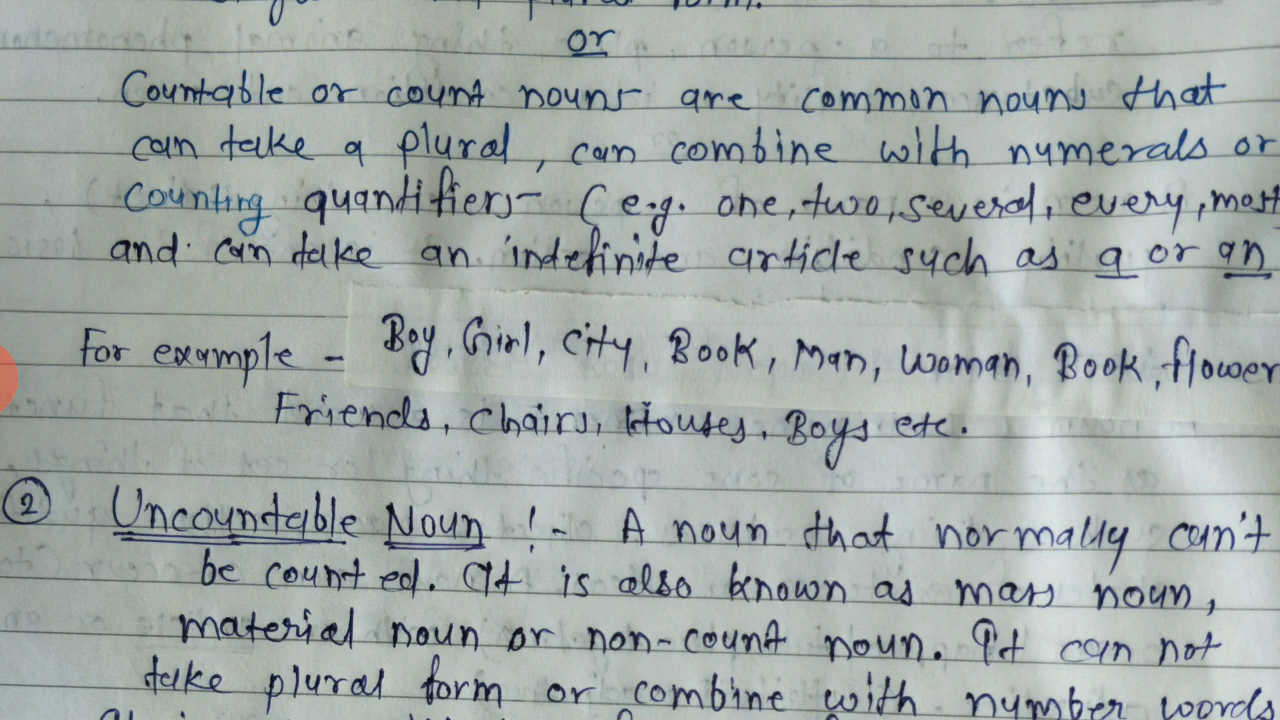 plural form.
or
Countable or count nouns are common nouns that
can take a plural, can combine with numerals or
counting quantifiers- (e.g. one, two, several, every, most
and can take an indefinite article such as a or an
For example - Boy, Girl, City, Book, Man, Woman, Book, flower
Friends, Chairs, Houses, Boys etc.
② Uncountable Noun !- A noun that normally can't
be counted. It is also known as mass noun,
material noun or non-count noun. It can not
take plural form or combine with number words